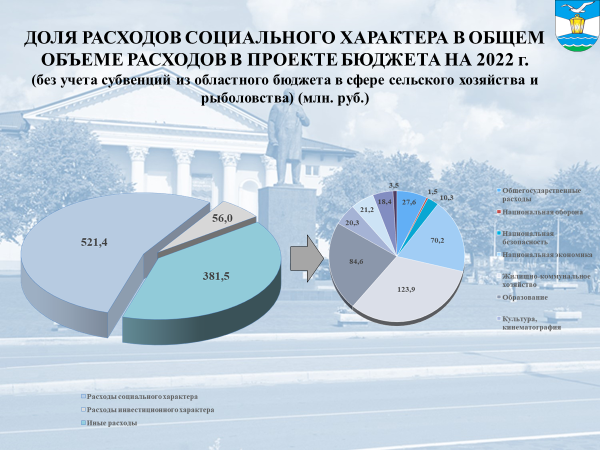 ДОЛЯ РАСХОДОВ СОЦИАЛЬНОГО ХАРАКТЕРА В ОБЩЕМ
ОБЪЕМЕ РАСХОДОВ В ПРОЕКТЕ БЮДЖЕТА НА 2022 г.
(без учета субвенций из областного бюджета в сфере сельского хозяйства и
рыболовства) (млн. руб.)
521,4
56,0
381,5
3,5
18,4
27,6
1,5
10,3
21,2
20,3
70,2
84,6
123,9
Общегосударственные
расходы
Национальная оборона
Национальная
безопасность
Национальная экономика
Жилищно-коммунальное
хозяйство
Образование
Культура,
кинематография
Расходы социального характера
Расходы инвестиционного характера
Иные расходы